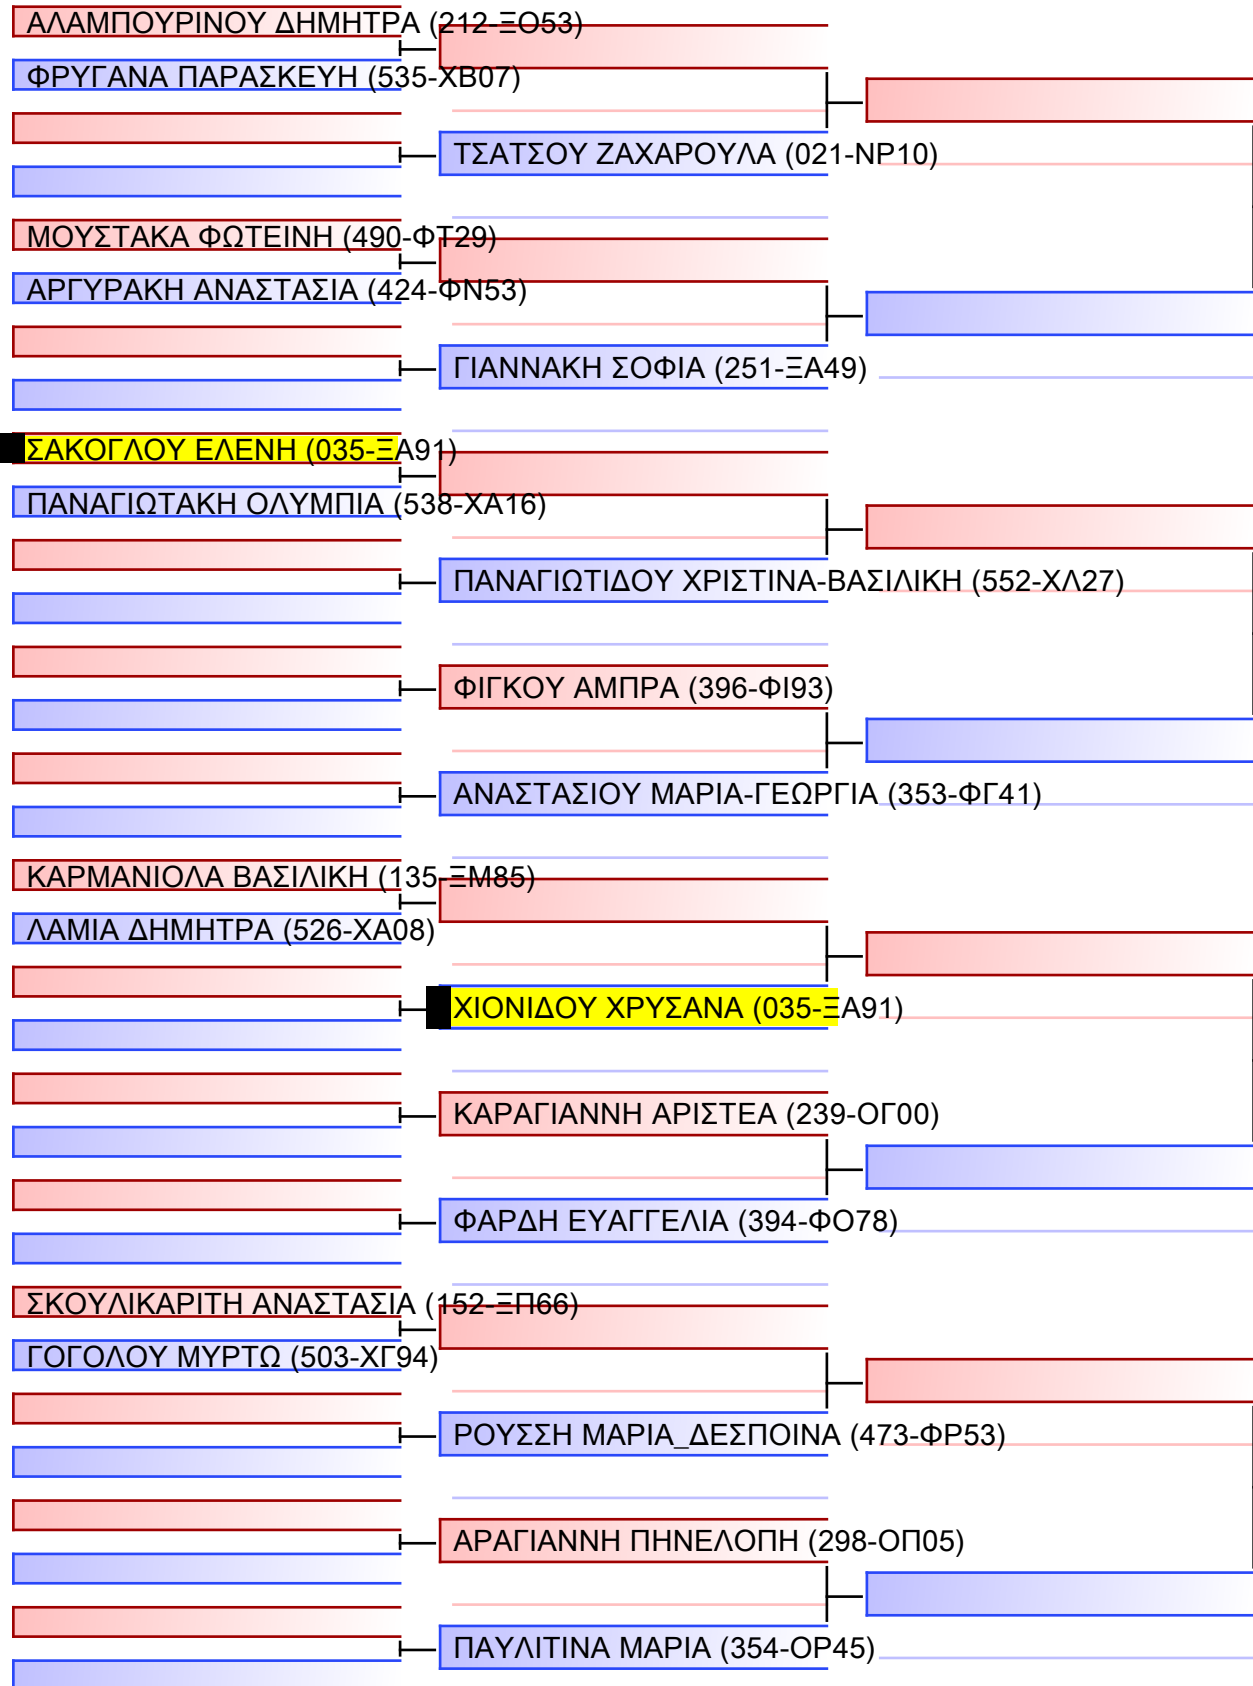 ΑΛΑΜΠΟΥΡΙΝΟΥ ΔΗΜΗΤΡΑ (212-ΞΟ53)
ΦΡΥΓΑΝΑ ΠΑΡΑΣΚΕΥΗ (535-ΧΒ07)
ΤΣΑΤΣΟΥ ΖΑΧΑΡΟΥΛΑ (021-ΝΡ10)
ΜΟΥΣΤΑΚΑ ΦΩΤΕΙΝΗ (490-ΦΤ29)
ΑΡΓΥΡΑΚΗ ΑΝΑΣΤΑΣΙΑ (424-ΦΝ53)
ΓΙΑΝΝΑΚΗ ΣΟΦΙΑ (251-ΞΑ49)
ΣΑΚΟΓΛΟΥ ΕΛΕΝΗ (035-ΞΑ91)
ΠΑΝΑΓΙΩΤΑΚΗ ΟΛΥΜΠΙΑ (538-ΧΑ16)
ΠΑΝΑΓΙΩΤΙΔΟΥ ΧΡΙΣΤΙΝΑ-ΒΑΣΙΛΙΚΗ (552-ΧΛ27)
ΦΙΓΚΟΥ ΑΜΠΡΑ (396-ΦΙ93)
ΑΝΑΣΤΑΣΙΟΥ ΜΑΡΙΑ-ΓΕΩΡΓΙΑ (353-ΦΓ41)
ΚΑΡΜΑΝΙΟΛΑ ΒΑΣΙΛΙΚΗ (135-ΞΜ85)
ΛΑΜΙΑ ΔΗΜΗΤΡΑ (526-ΧΑ08)
ΧΙΟΝΙΔΟΥ ΧΡΥΣΑΝΑ (035-ΞΑ91)
ΚΑΡΑΓΙΑΝΝΗ ΑΡΙΣΤΕΑ (239-ΟΓ00)
ΦΑΡΔΗ ΕΥΑΓΓΕΛΙΑ (394-ΦΟ78)
ΣΚΟΥΛΙΚΑΡΙΤΗ ΑΝΑΣΤΑΣΙΑ (152-ΞΠ66)
ΓΟΓΟΛΟΥ ΜΥΡΤΩ (503-ΧΓ94)
ΡΟΥΣΣΗ ΜΑΡΙΑ_ΔΕΣΠΟΙΝΑ (473-ΦΡ53)
ΑΡΑΓΙΑΝΝΗ ΠΗΝΕΛΟΠΗ (298-ΟΠ05)
ΠΑΥΛΙΤΙΝΑ ΜΑΡΙΑ (354-ΟΡ45)